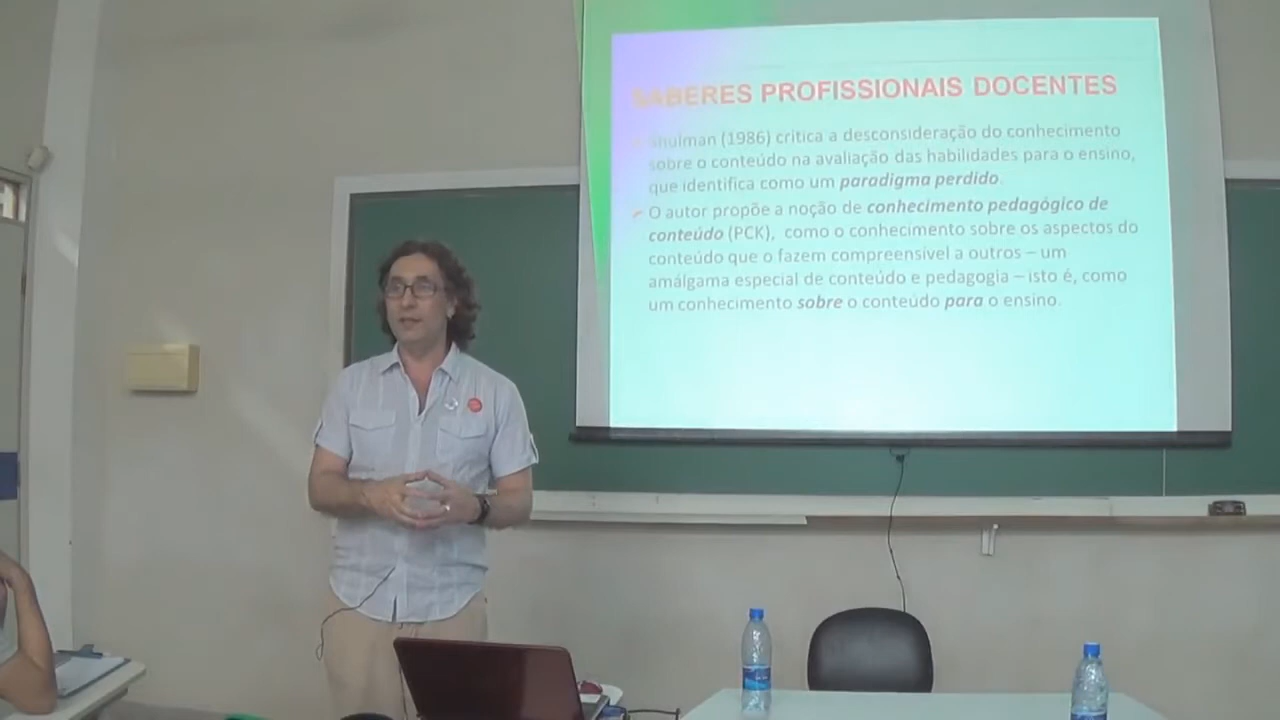 SABERES PROFISSIONAIS DOCENTES
Shulman (1986) critica a desconsideração do conhecimento
sobre o conteúdo na avaliação das habilidades para o ensino,
que identifica como um paradigma perdido.
O autor propõe a noção de conhecimento pedagógico de
conteúdo (PCK), como o conhecimento sobre os aspectos do
conteúdo que o fazem compreensível a outros – um
amálgama especial de conteúdo e pedagogia – isto é, como
um conhecimento sobre o conteúdo para o ensino.